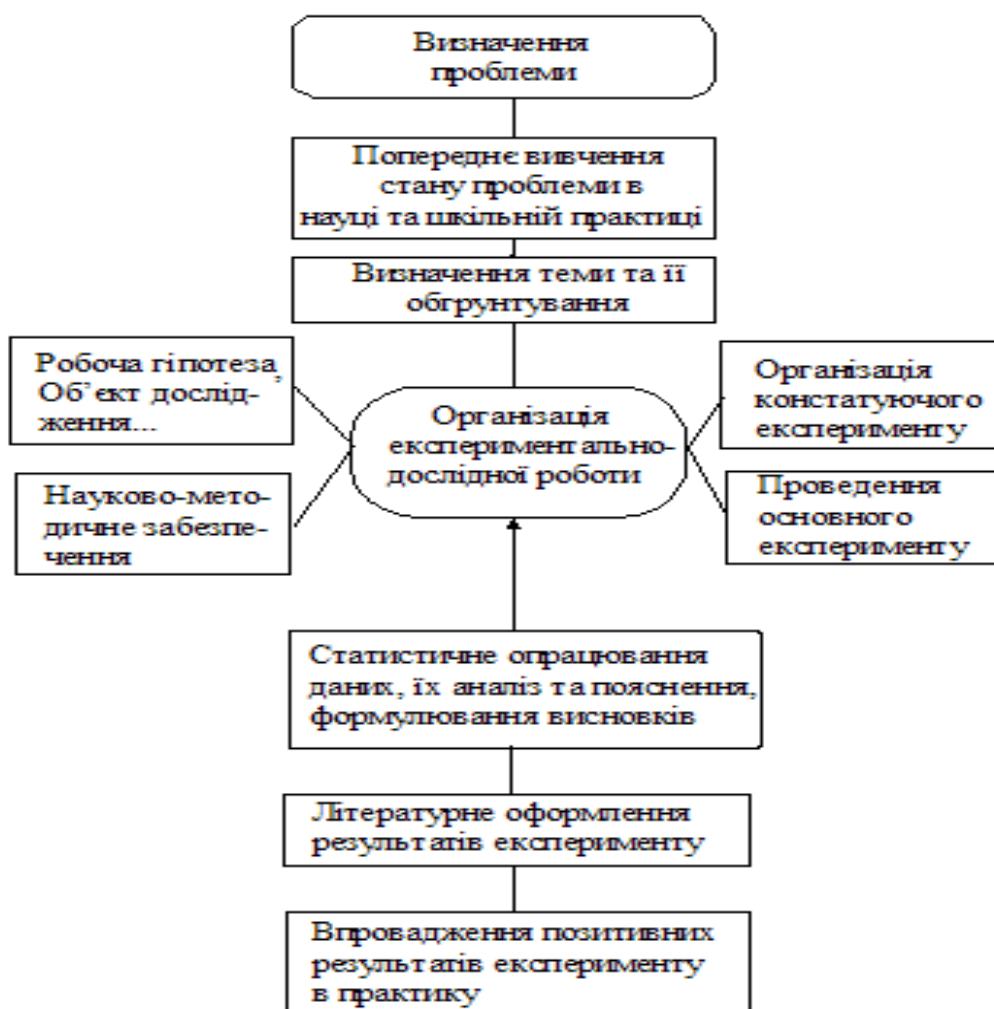 Визначення
проблеми
Попереднє вивчення
стану проблеми в
науці та шкільній практиці
Визначення теми та її
обгрунтування
Робоча гіпотеза,
Об’єкт дослід-
ження...
Науково-мето-
дичне забезпе-
чення
Організація
експериментально-
дослідної роботи
Організація
констатуючого
експерименту
Проведення
основного
експерименту
Статистичне опрацювання
даних, їх аналіз та пояснення,
формулювання висновків
Літературне оформлення
результатів експерименту
Впровадження позитивних
результатів експерименту
в практику